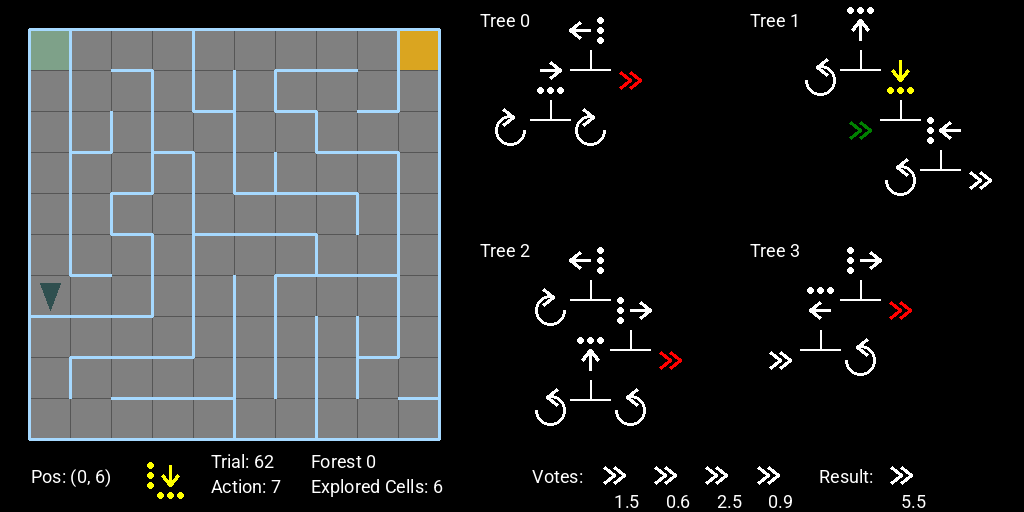 Tree 0
Tree 1
Tree 2
Tree 3
Pos: (0, 6)
Trial: 62
Action: 7
Forest 0
Explored Cells: 6
Votes:
1.5
0.6
2.5
0.9
Result:
5.5